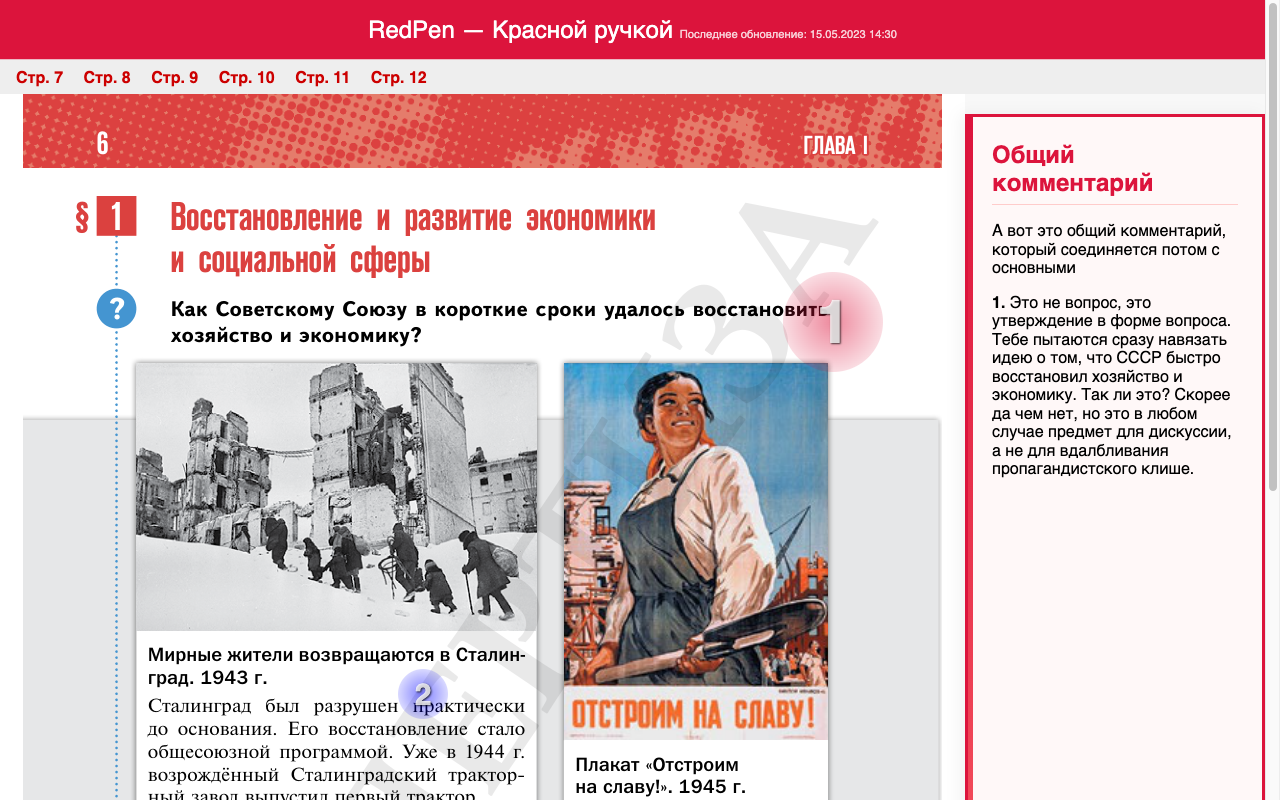 RedPen — Красной ручкой Последнее обновление: 15.05.2023 14:30
Стр. 7 Стр. 8 Стр. 9 Стр. 10 Стр. 11 Стр. 12
6 ГЛАВА I
§ 1 Восстановление и развитие экономики
и социальной сферы
? Как Советскому Союзу в короткие сроки удалось восстановить
хозяйство и экономику?
1
Мирные жители возвращаются в Сталин-
град. 1943 г.
2
Сталинград был разрушен практически
до основания. Его восстановление стало
общесоюзной программой. Уже в 1944 г.
возрождённый Сталинградский трактор-
ный завод выпустил первый трактор
ОТСТРОИМ НА СЛАВУ!
Плакат «Отстроим
на славу!». 1945 г.
Общий
комментарий
А вот это общий комментарий,
который соединяется потом с
основными
1. Это не вопрос, это
утверждение в форме вопроса.
Тебе пытаются сразу навязать
идею о том, что СССР быстро
восстановил хозяйство и
экономику. Так ли это? Скорее
да чем нет, но это в любом
случае предмет для дискуссии,
а не для вдалбливания
пропагандистского клише.